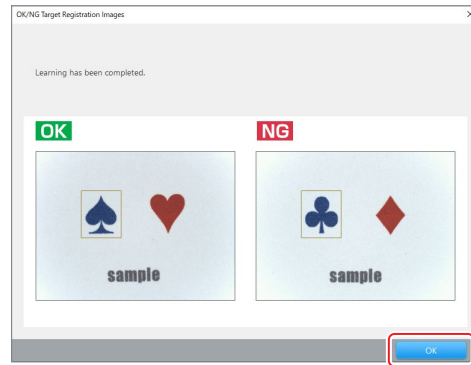 OK/NG Target Registration Images
Learning has been completed.
OK
NG
sample
sample
OK